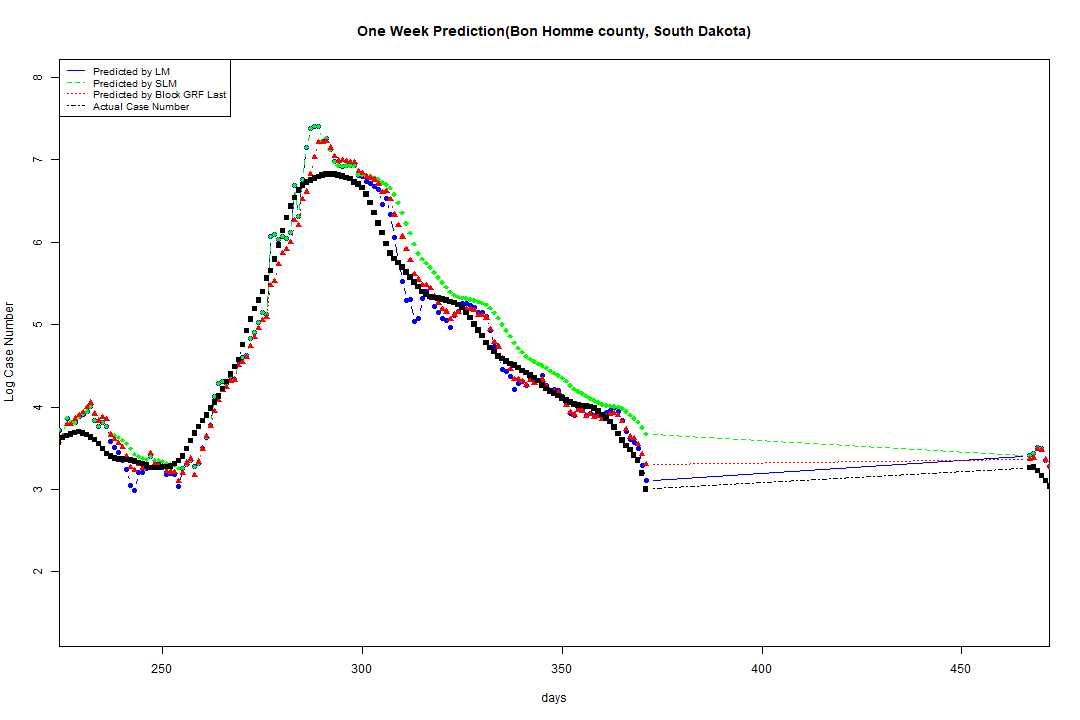 One Week Prediction(Bon Homme county, South Dakota)
Predicted by LM
Predicted by SLM
Predicted by Block GRF Last
Actual Case Number
8
7
6
5
4
3
2
Log Case Number
250
300
350
400
450
days